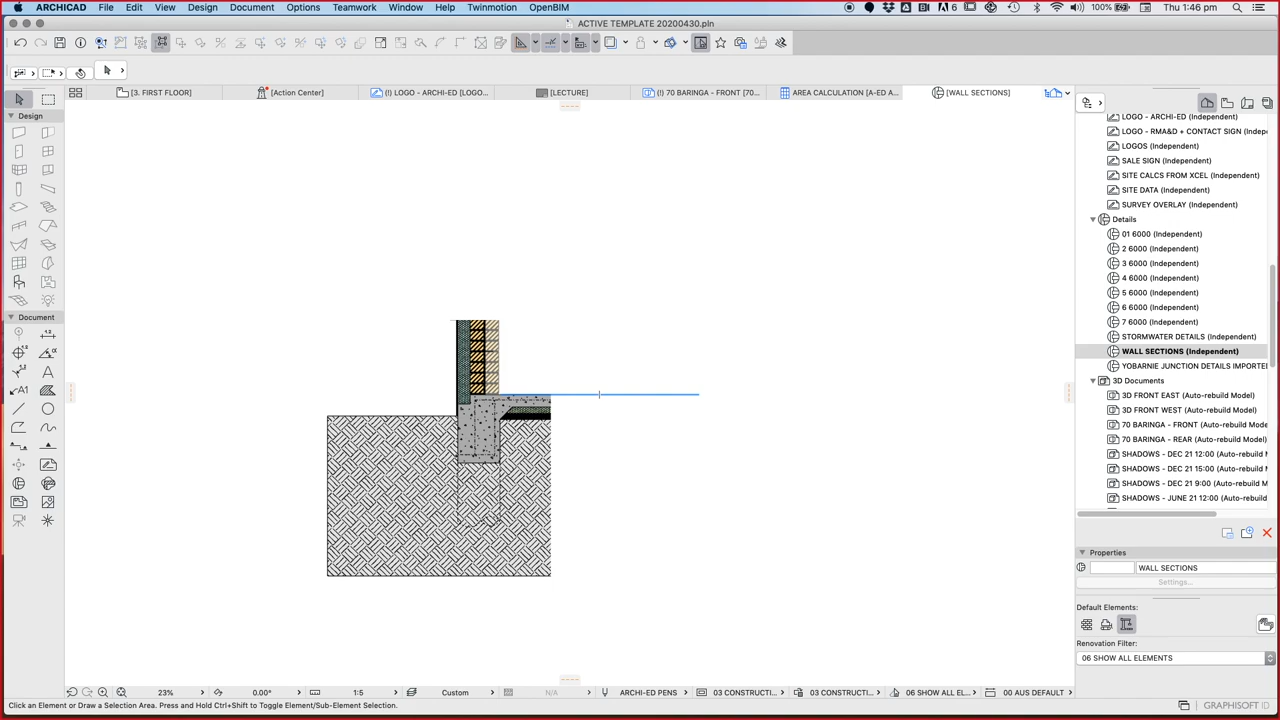 ARCHICAD File Edit View Design Document Options Teamwork Window Help Twinmotion OpenBIM
6 100% Thu 1:46 pm
ACTIVE TEMPLATE 20200430.pln
[3. FIRST FLOOR] [Action Center] (!) LOGO - ARCHI-ED [LOGO... [LECTURE] (!) 70 BARINGA - FRONT [70... AREA CALCULATION [A-ED A... [WALL SECTIONS]
Design
Document
LOGO - ARCHI-ED (Independent)
LOGO - RMA&D + CONTACT SIGN (Indep
LOGOS (Independent)
SALE SIGN (Independent)
SITE CALCS FROM XCEL (Independent)
SITE DATA (Independent)
SURVEY OVERLAY (Independent)
Details
01 6000 (Independent)
2 6000 (Independent)
3 6000 (Independent)
4 6000 (Independent)
5 6000 (Independent)
6 6000 (Independent)
7 6000 (Independent)
STORMWATER DETAILS (Independent)
WALL SECTIONS (Independent)
YOBARNIE JUNCTION DETAILS IMPORTE
3D Documents
3D FRONT EAST (Auto-rebuild Model)
3D FRONT WEST (Auto-rebuild Model)
70 BARINGA - FRONT (Auto-rebuild Mode
70 BARINGA - REAR (Auto-rebuild Model)
SHADOWS - DEC 21 12:00 (Auto-rebuild M
SHADOWS - DEC 21 15:00 (Auto-rebuild M
SHADOWS - DEC 21 9:00 (Auto-rebuild Mo
SHADOWS - JUNE 21 12:00 (Auto-rebuild
Properties
WALL SECTIONS
Settings...
Default Elements:
Renovation Filter:
06 SHOW ALL ELEMENTS
23% 0.00° 1:5 Custom N/A ARCHI-ED PENS 03 CONSTRUCTI... 03 CONSTRUCTI... 06 SHOW ALL EL... 00 AUS DEFAULT
Click an Element or Draw a Selection Area. Press and Hold Ctrl+Shift to Toggle Element/Sub-Element Selection.
GRAPHISOFT ID